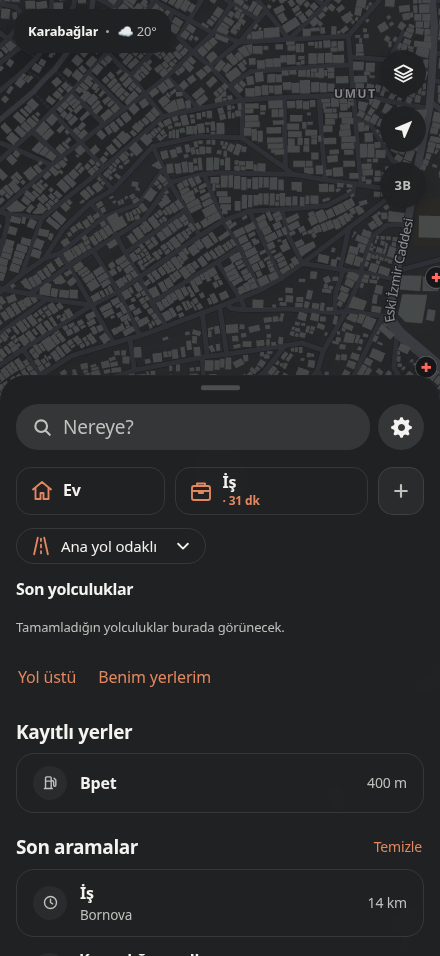 Karabağlar • 20°
UMUT
3B
Eski İzmir Caddesi
Nereye?
Ev
İş
· 31 dk
Ana yol odaklı
Son yolculuklar
Tamamladığın yolculuklar burada görünecek.
Yol üstü Benim yerlerim
Kayıtlı yerler
Bpet 400 m
Son aramalar Temizle
İş
Bornova
14 km